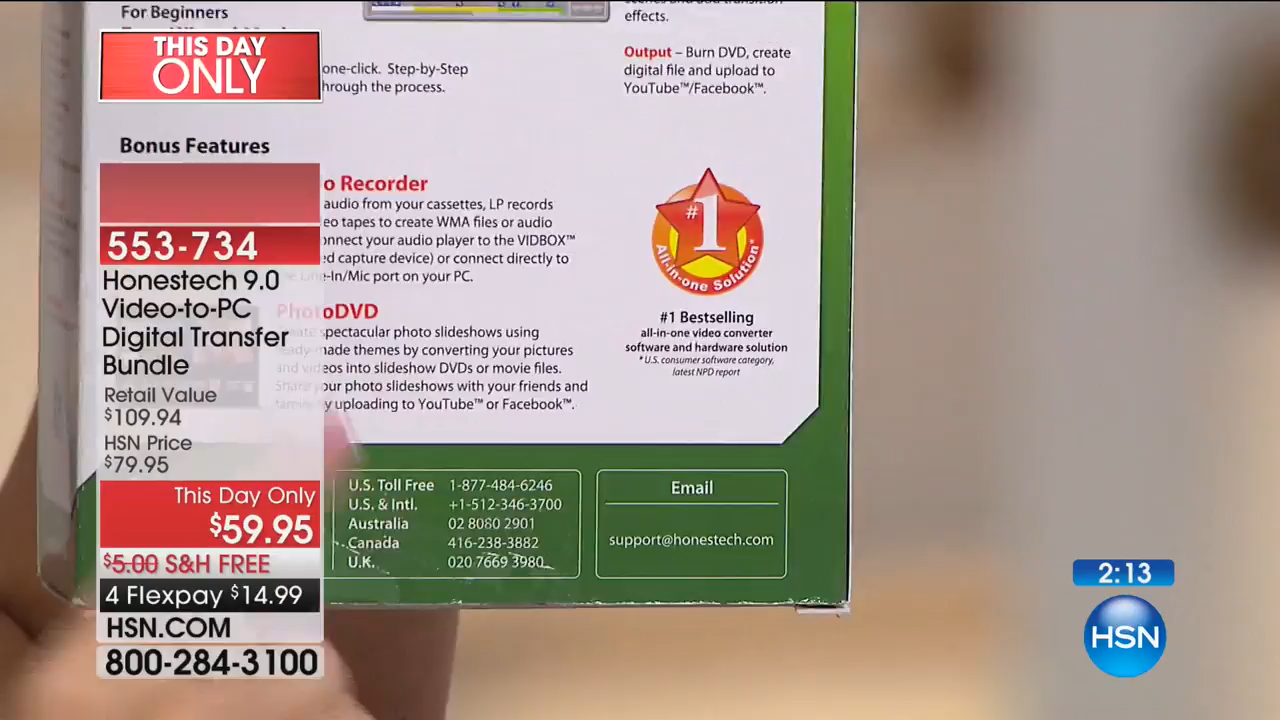 For Beginners
effects.
THIS DAY
ONLY
Output – Burn DVD, create
digital file and upload to
YouTube™/Facebook™.
one-click. Step-by-Step
through the process.
Bonus Features
o Recorder
audio from your cassettes, LP records
eo tapes to create WMA files or audio
onnect your audio player to the VIDBOX™
ed capture device) or connect directly to
Line-In/Mic port on your PC.
PhotoDVD
spectacular photo slideshows using
ready-made themes by converting your pictures
and videos into slideshow DVDs or movie files.
Share your photo slideshows with your friends and
family by uploading to YouTube™ or Facebook™.
#1
All-in-one Solution*
#1 Bestselling
all-in-one video converter
software and hardware solution
* U.S. consumer software category,
latest NPD report
553-734
Honestech 9.0
Video-to-PC
Digital Transfer
Bundle
Retail Value
$109.94
HSN Price
$79.95
This Day Only
$59.95
$5.00 S&H FREE
4 Flexpay $14.99
HSN.COM
800-284-3100
U.S. Toll Free 1-877-484-6246
U.S. & Intl. +1-512-346-3700
Australia 02 8080 2901
Canada 416-238-3882
U.K. 020 7669 3980
Email
support@honestech.com
2:13
HSN